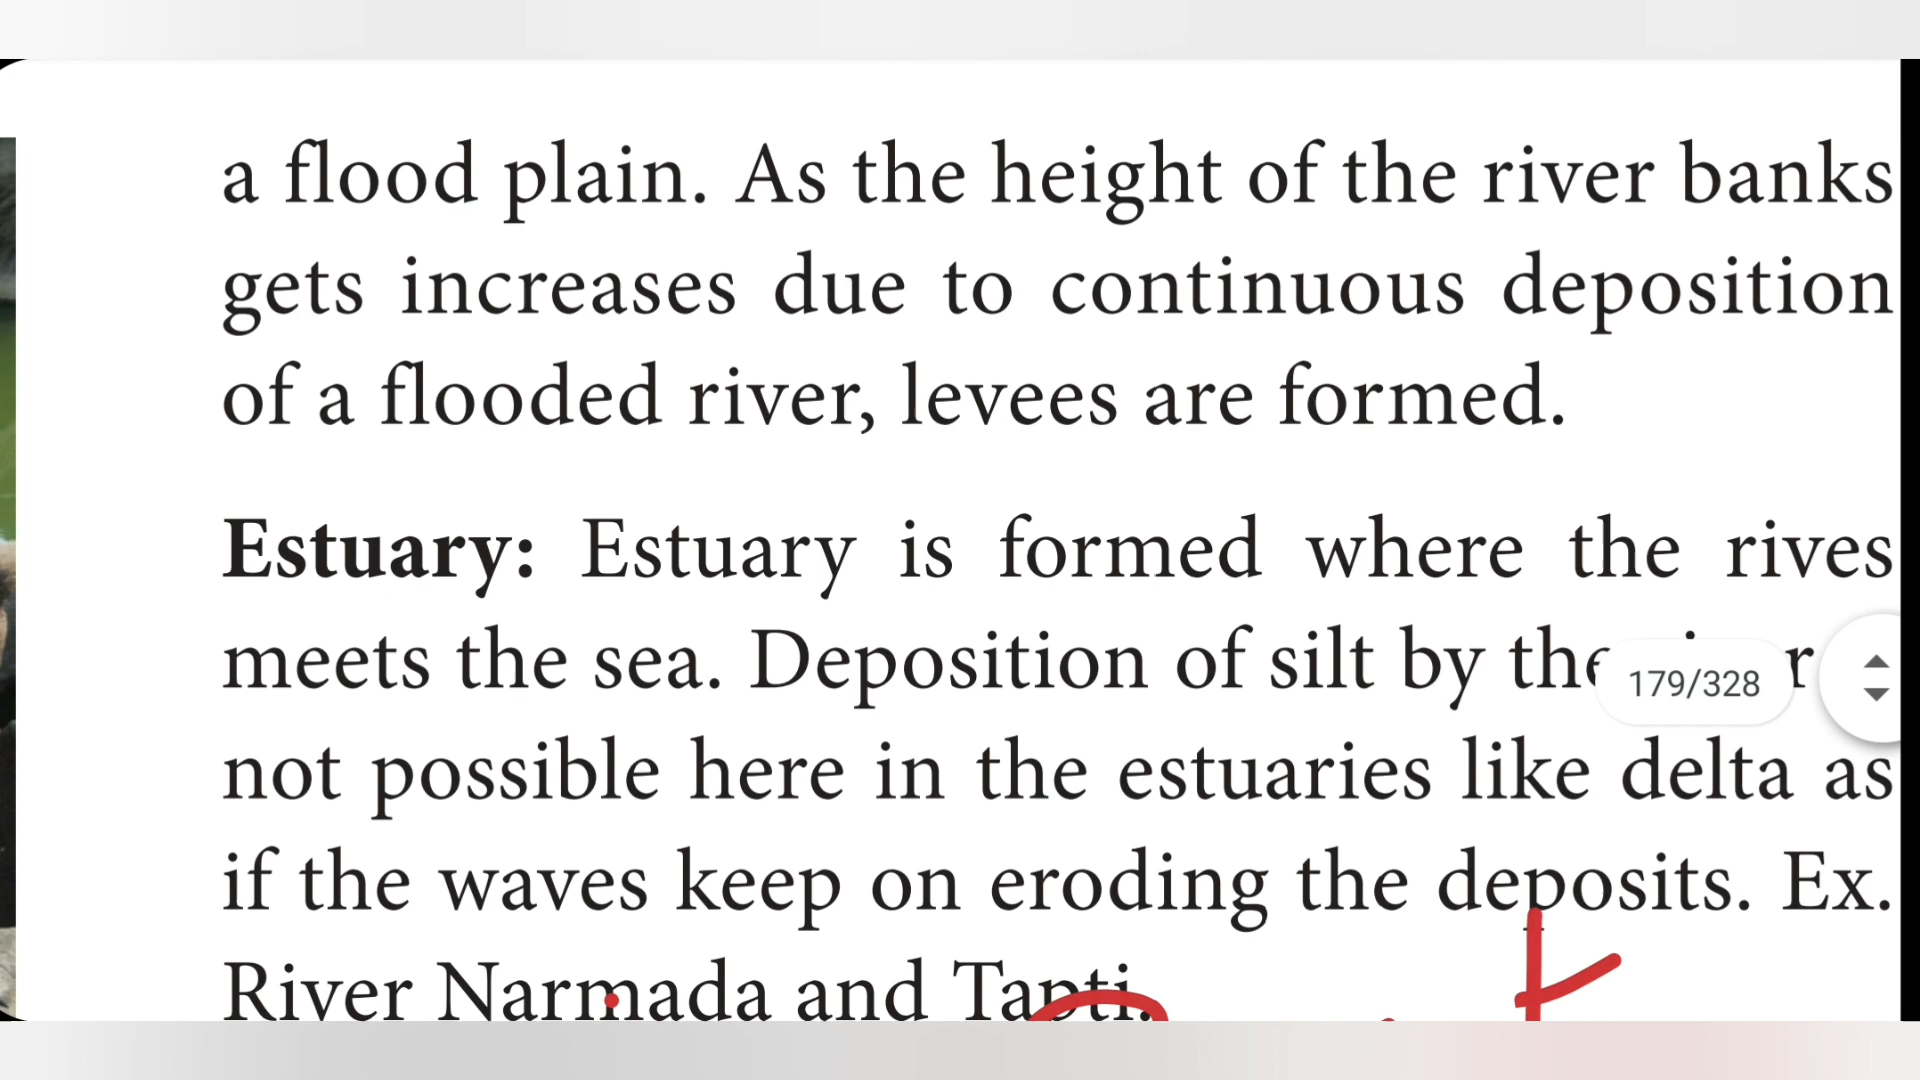 a flood plain. As the height of the river banks
gets increases due to continuous deposition
of a flooded river, levees are formed.
Estuary: Estuary is formed where the rives
meets the sea. Deposition of silt by the
179/328
not possible here in the estuaries like delta as
if the waves keep on eroding the deposits. Ex.
River Narmada and Tapti.